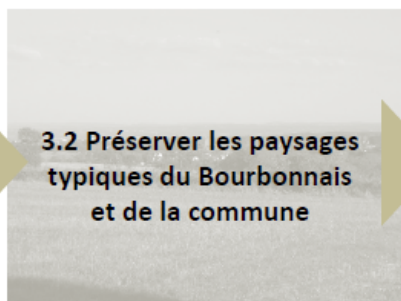 3.2 Préserver les paysages
typiques du Bourbonnais
et de la commune